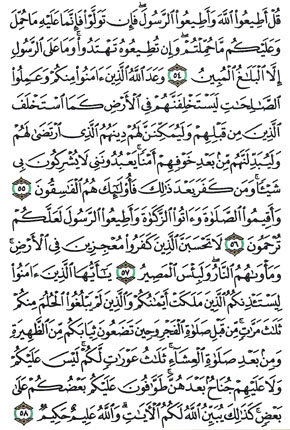 قُلْ أَطِيعُوا۟ ٱللَّهَ وَأَطِيعُوا۟ ٱلرَّسُولَ ۖ فَإِن تَوَلَّوْا۟ فَإِنَّمَا عَلَيْهِ مَا حُمِّلَ
وَعَلَيْكُم مَّا حُمِّلْتُمْ ۖ وَإِن تُطِيعُوهُ تَهْتَدُوا۟ ۚ وَمَا عَلَى ٱلرَّسُولِ
إِلَّا ٱلْبَلَـٰغُ ٱلْمُبِينُ ٥٤ وَعَدَ ٱللَّهُ ٱلَّذِينَ ءَامَنُوا۟ مِنكُمْ وَعَمِلُوا۟
ٱلصَّـٰلِحَـٰتِ لَيَسْتَخْلِفَنَّهُمْ فِى ٱلْأَرْضِ كَمَا ٱسْتَخْلَفَ
ٱلَّذِينَ مِن قَبْلِهِمْ وَلَيُمَكِّنَنَّ لَهُمْ دِينَهُمُ ٱلَّذِى ٱرْتَضَىٰ لَهُمْ
وَلَيُبَدِّلَنَّهُم مِّنۢ بَعْدِ خَوْفِهِمْ أَمْنًا ۚ يَعْبُدُونَنِى لَا يُشْرِكُونَ بِى
شَيْـًٔا ۚ وَمَن كَفَرَ بَعْدَ ذَٰلِكَ فَأُو۟لَـٰٓئِكَ هُمُ ٱلْفَـٰسِقُونَ ٥٥
وَأَقِيمُوا۟ ٱلصَّلَوٰةَ وَءَاتُوا۟ ٱلزَّكَوٰةَ وَأَطِيعُوا۟ ٱلرَّسُولَ لَعَلَّكُمْ
تُرْحَمُونَ ٥٦ لَا تَحْسَبَنَّ ٱلَّذِينَ كَفَرُوا۟ مُعْجِزِينَ فِى ٱلْأَرْضِ ۚ
وَمَأْوَىٰهُمُ ٱلنَّارُ ۖ وَلَبِئْسَ ٱلْمَصِيرُ ٥٧ يَـٰٓأَيُّهَا ٱلَّذِينَ ءَامَنُوا۟
لِيَسْتَـْٔذِنكُمُ ٱلَّذِينَ مَلَكَتْ أَيْمَـٰنُكُمْ وَٱلَّذِينَ لَمْ يَبْلُغُوا۟ ٱلْحُلُمَ مِنكُمْ
ثَلَـٰثَ مَرَّٰتٍ ۚ مِّن قَبْلِ صَلَوٰةِ ٱلْفَجْرِ وَحِينَ تَضَعُونَ ثِيَابَكُم مِّنَ ٱلظَّهِيرَةِ
وَمِنۢ بَعْدِ صَلَوٰةِ ٱلْعِشَآءِ ۚ ثَلَـٰثُ عَوْرَٰتٍ لَّكُمْ ۚ لَيْسَ عَلَيْكُمْ
وَلَا عَلَيْهِمْ جُنَاحٌۢ بَعْدَهُنَّ ۚ طَوَّٰفُونَ عَلَيْكُم بَعْضُكُمْ عَلَىٰ
بَعْضٍ ۚ كَذَٰلِكَ يُبَيِّنُ ٱللَّهُ لَكُمُ ٱلْـَٔايَـٰتِ ۗ وَٱللَّهُ عَلِيمٌ حَكِيمٌ ٥٨